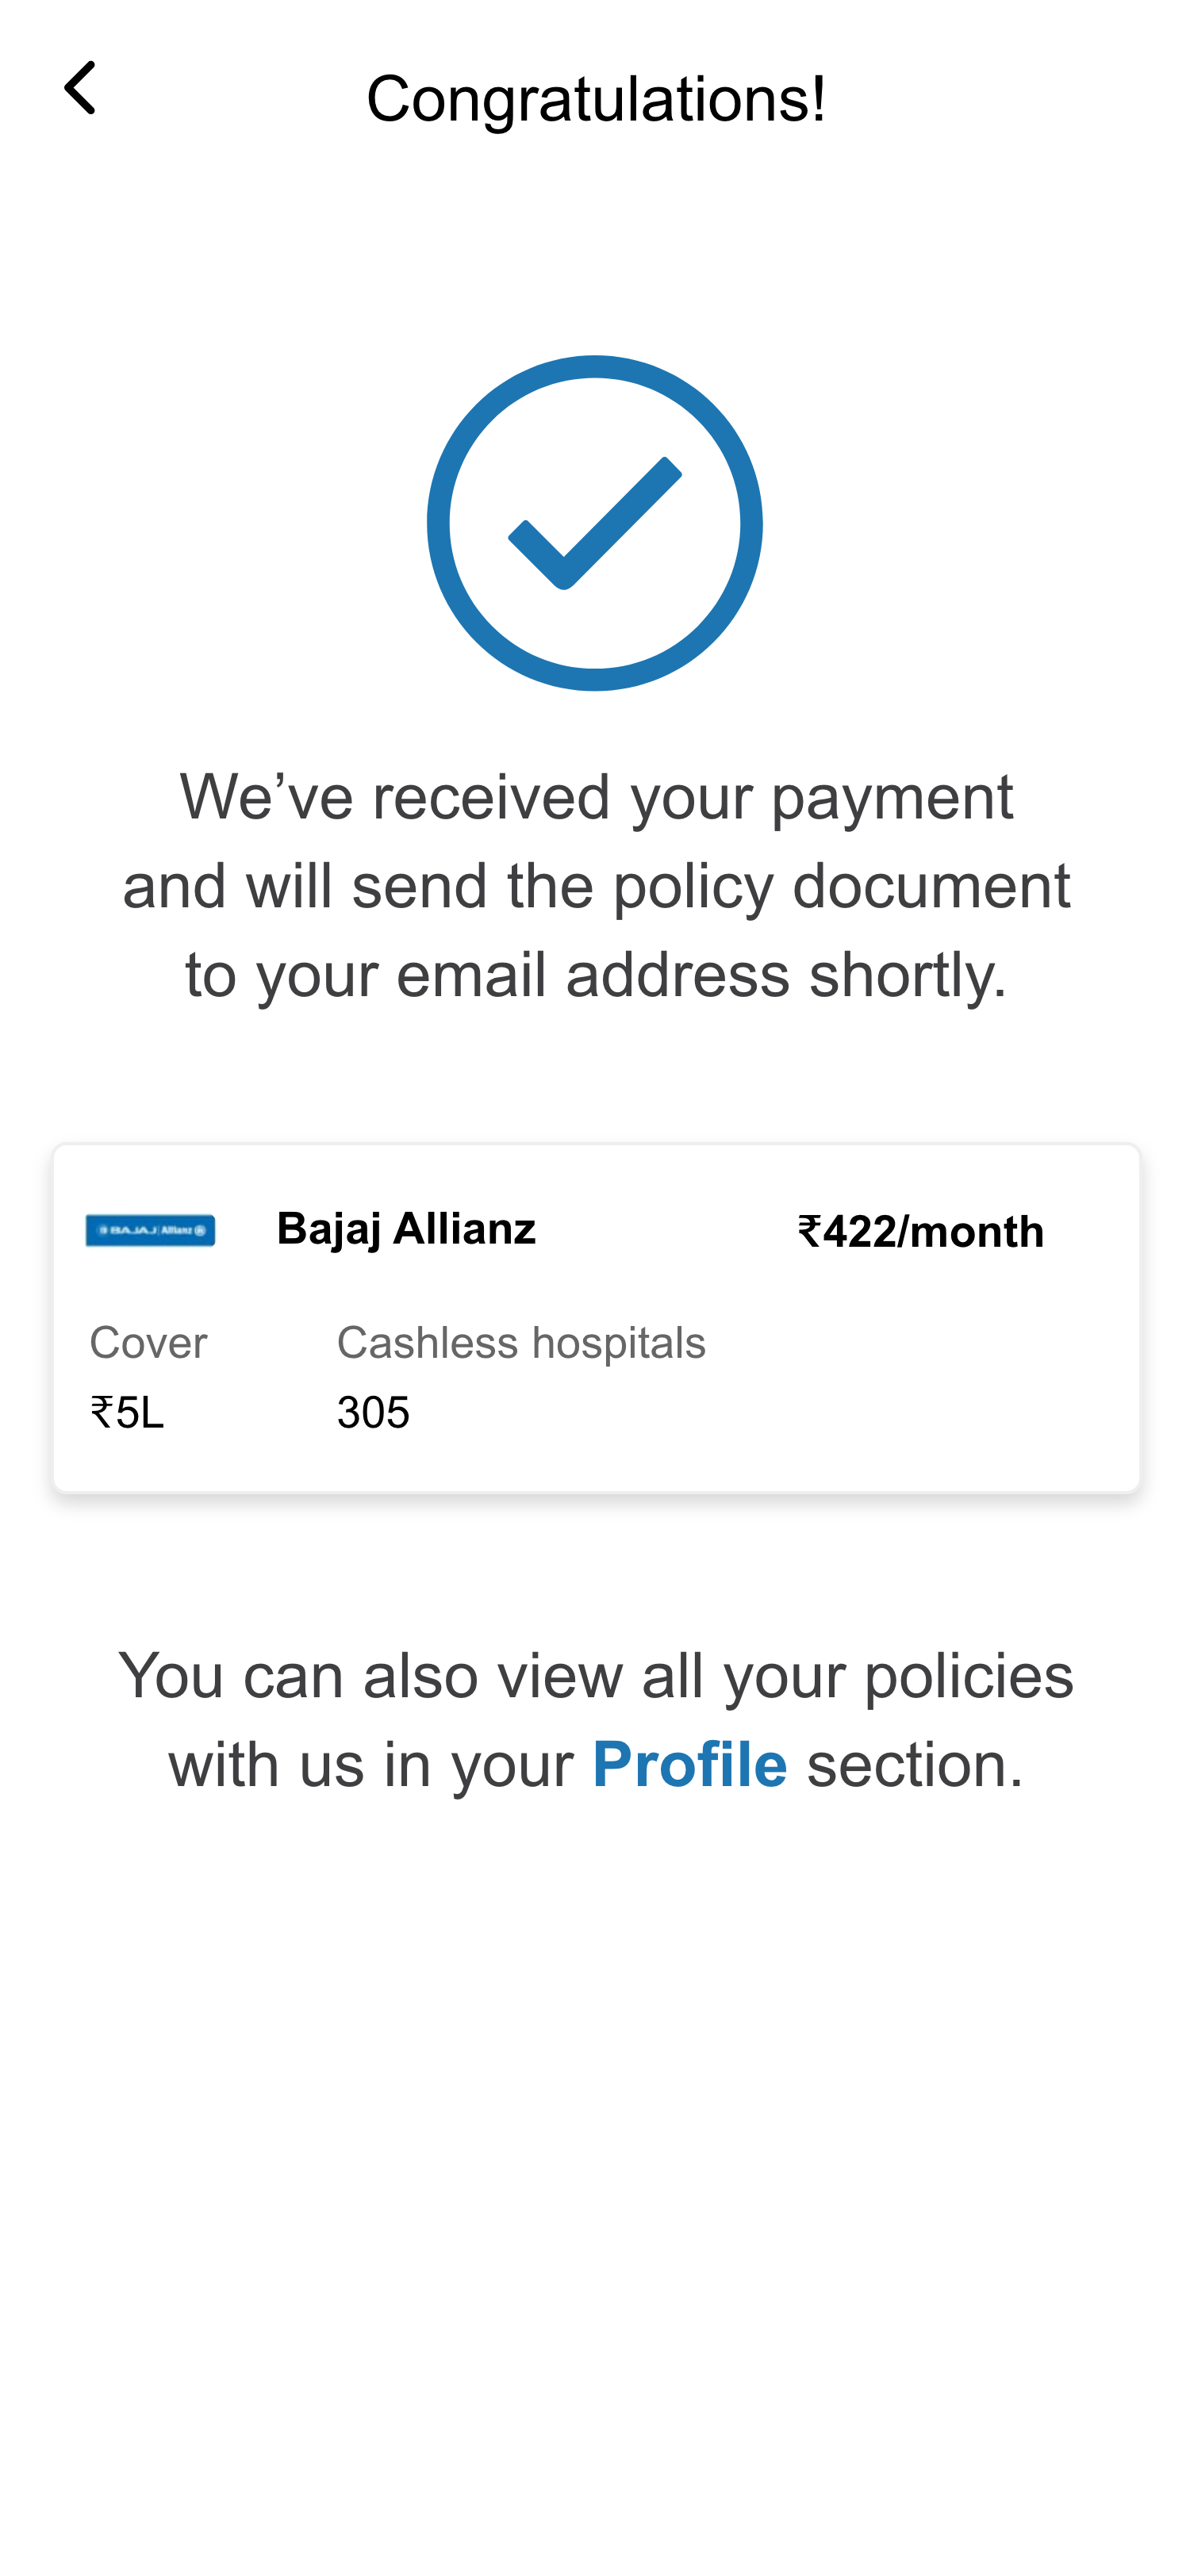 Congratulations!
We’ve received your payment
and will send the policy document
to your email address shortly.
BAJAJ Allianz
Bajaj Allianz
₹422/month
Cover
Cashless hospitals
₹5L
305
You can also view all your policies
with us in your Profile section.